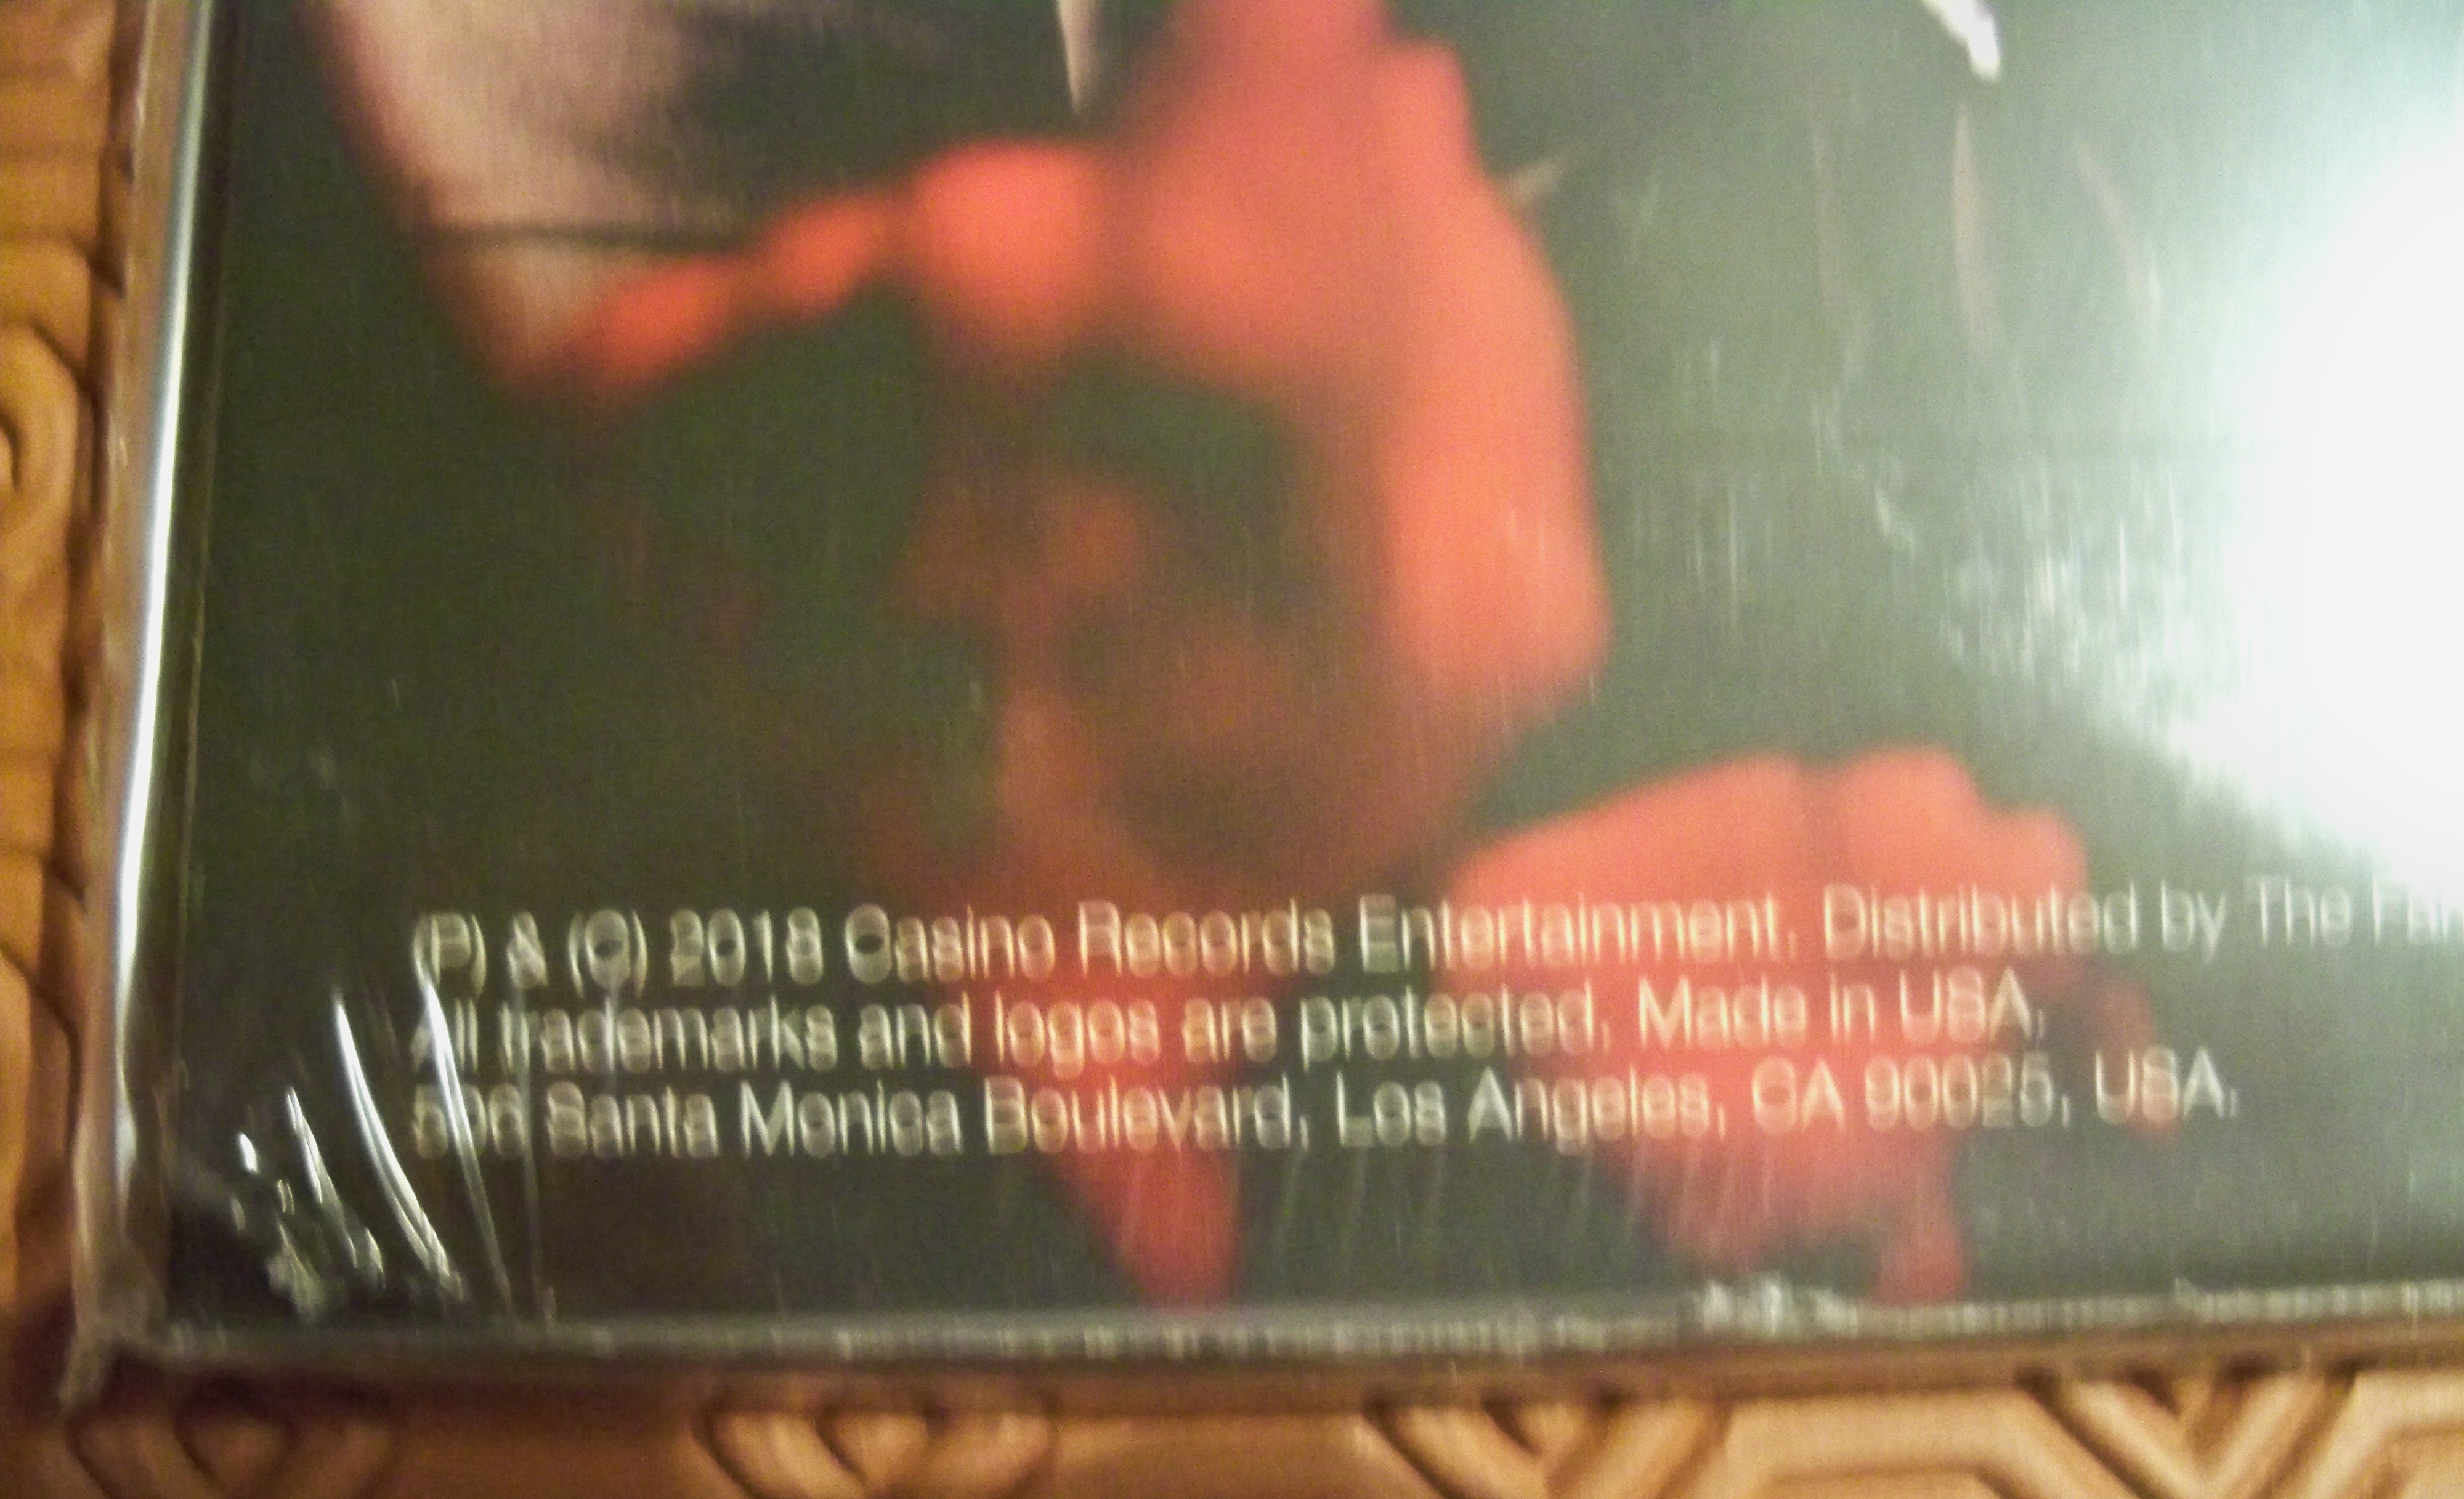 (P) & (C) 2018 Casino Records Entertainment. Distributed by The
All trademarks and logos are protected. Made in USA.
Santa Monica Boulevard, Los Angeles, CA 90025, USA.